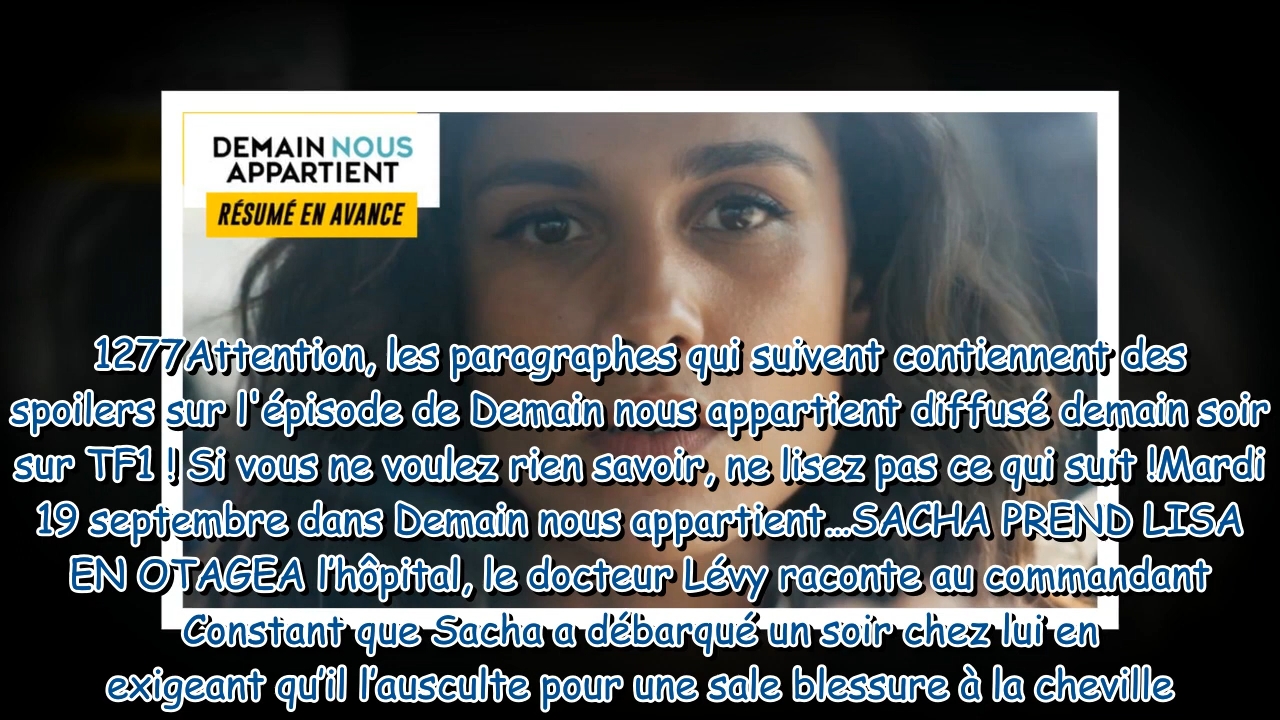 DEMAIN NOUS
APPARTIENT
RÉSUMÉ EN AVANCE
1277Attention, les paragraphes qui suivent contiennent des
spoilers sur l'épisode de Demain nous appartient diffusé demain soir
sur TF1 ! Si vous ne voulez rien savoir, ne lisez pas ce qui suit !Mardi
19 septembre dans Demain nous appartient...SACHA PREND LISA
EN OTAGEA l’hôpital, le docteur Lévy raconte au commandant
Constant que Sacha a débarqué un soir chez lui en
exigeant qu’il l’ausculte pour une sale blessure à la cheville